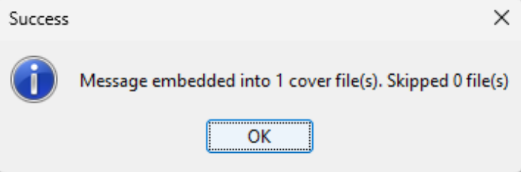 Success
Message embedded into 1 cover file(s). Skipped 0 file(s)
OK